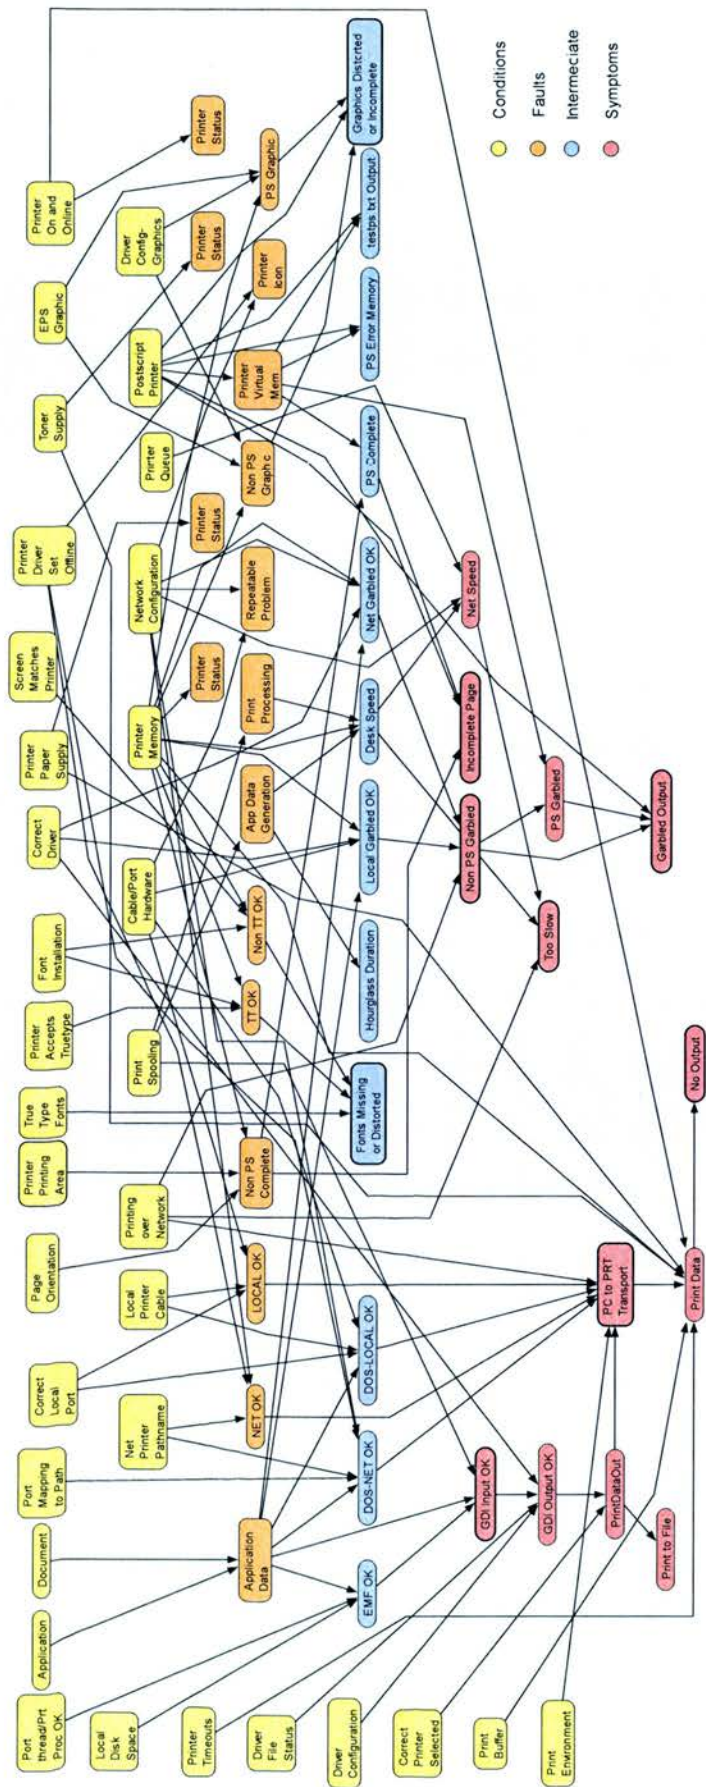 Port
thread/Prt
Proc OK
Application
Document
Port
Mapping
to Path
Correct
Local
Port
Page
Orientation
Printer
Printing
Area
True
Type
Fonts
Printer
Accepts
Truetype
Font
Installation
Correct
Driver
Printer
Paper
Supply
Screen
Matches
Printer
Printer
Driver
Set
Offline
Toner
Supply
EPS
Graphic
Printer
On and
Online
Local
Disk
Space
Net
Printer
Pathname
Local
Printer
Cable
Printing
over
Network
Print
Spooling
Cable/Port
Hardware
Printer
Memory
Network
Configuration
Printer
Queue
Postscript
Printer
Driver
Config-
Graphics
Printer
Status
Printer
Status
Printer
Status
Printer
Status
Printer
Timeouts
Application
Data
NET OK
LOCAL OK
Non PS
Complete
TT OK
Non TT OK
App Data
Generation
Print
Processing
Repeatable
Problem
Non PS
Graphic
Printer
Virtual
Mem
Printer
Icon
PS Graphic
Driver
File
Status
Driver
Configuration
EMF OK
DOS-NET OK
DOS-LOCAL OK
Fonts Missing
or Distorted
Hourglass Duration
Local Garbled OK
Desk Speed
Net Garbled OK
PS Complete
PS Error Memory
testps.txt Output
Graphics Distorted
or Incomplete
Correct
Printer
Selected
GDI Input OK
Non PS Garbled
Incomplete Page
Net Speed
Print
Buffer
GDI Output OK
Too Slow
PS Garbled
Print
Environment
PrintDataOut
PC to PRT
Transport
Print to File
Print Data
No Output
Garbled Output
Conditions
Faults
Intermediate
Symptoms